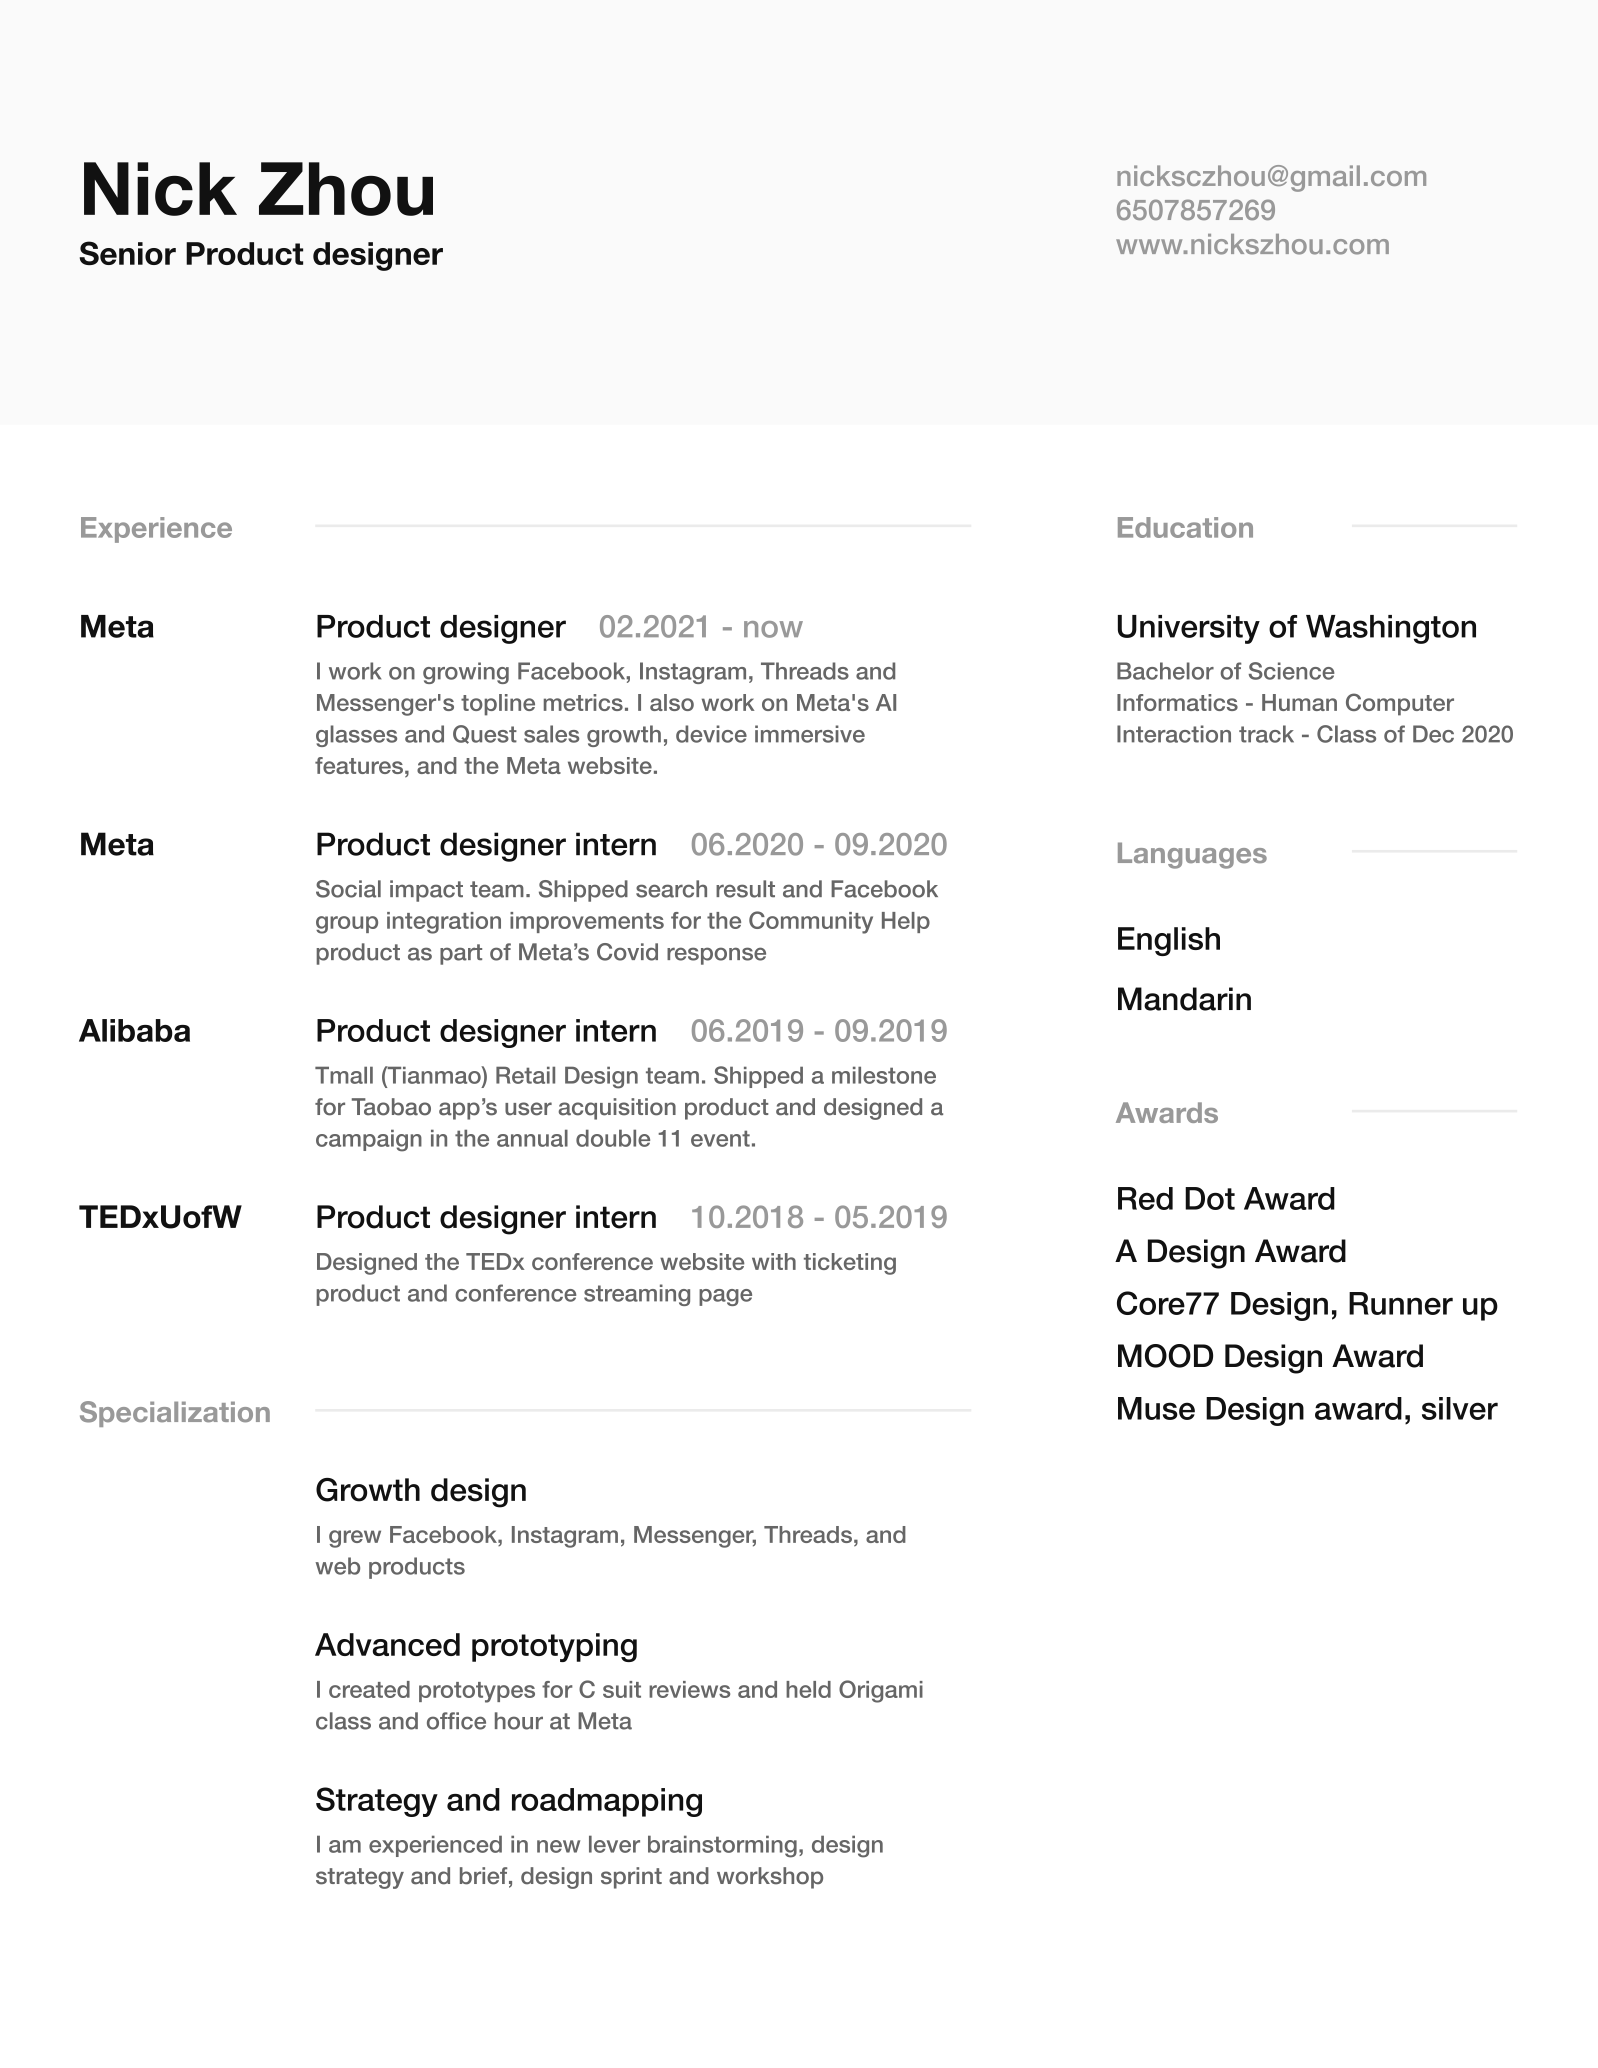 Nick Zhou
Senior Product designer
nicksczhou@gmail.com
6507857269
www.nickszhou.com
Experience
Meta
Product designer 02.2021 - now
I work on growing Facebook, Instagram, Threads and
Messenger's topline metrics. I also work on Meta's AI
glasses and Quest sales growth, device immersive
features, and the Meta website.
Meta
Product designer intern 06.2020 - 09.2020
Social impact team. Shipped search result and Facebook
group integration improvements for the Community Help
product as part of Meta’s Covid response
Alibaba
Product designer intern 06.2019 - 09.2019
Tmall (Tianmao) Retail Design team. Shipped a milestone
for Taobao app’s user acquisition product and designed a
campaign in the annual double 11 event.
TEDxUofW
Product designer intern 10.2018 - 05.2019
Designed the TEDx conference website with ticketing
product and conference streaming page
Specialization
Growth design
I grew Facebook, Instagram, Messenger, Threads, and
web products
Advanced prototyping
I created prototypes for C suit reviews and held Origami
class and office hour at Meta
Strategy and roadmapping
I am experienced in new lever brainstorming, design
strategy and brief, design sprint and workshop
Education
University of Washington
Bachelor of Science
Informatics - Human Computer
Interaction track - Class of Dec 2020
Languages
English
Mandarin
Awards
Red Dot Award
A Design Award
Core77 Design, Runner up
MOOD Design Award
Muse Design award, silver